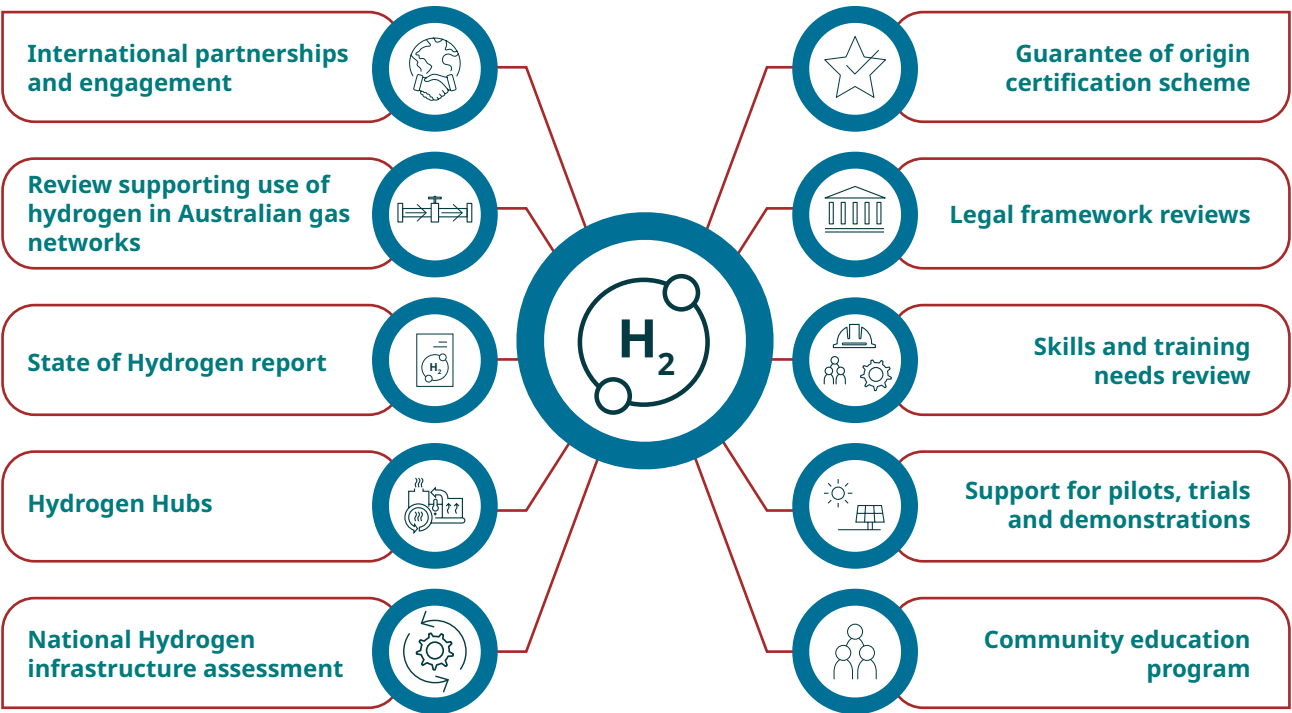 International partnerships
and engagement
Review supporting use of
hydrogen in Australian gas
networks
State of Hydrogen report
H2
Hydrogen Hubs
National Hydrogen
infrastructure assessment
H2
Guarantee of origin
certification scheme
Legal framework reviews
Skills and training
needs review
Support for pilots, trials
and demonstrations
Community education
program